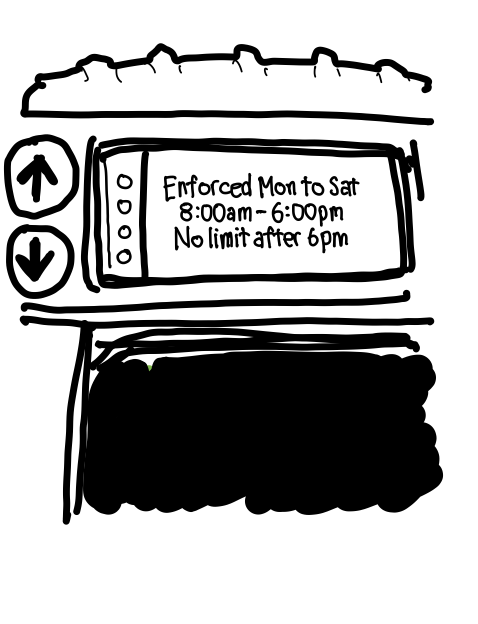 Enforced Mon to Sat
8:00am - 6:00pm
No limit after 6pm